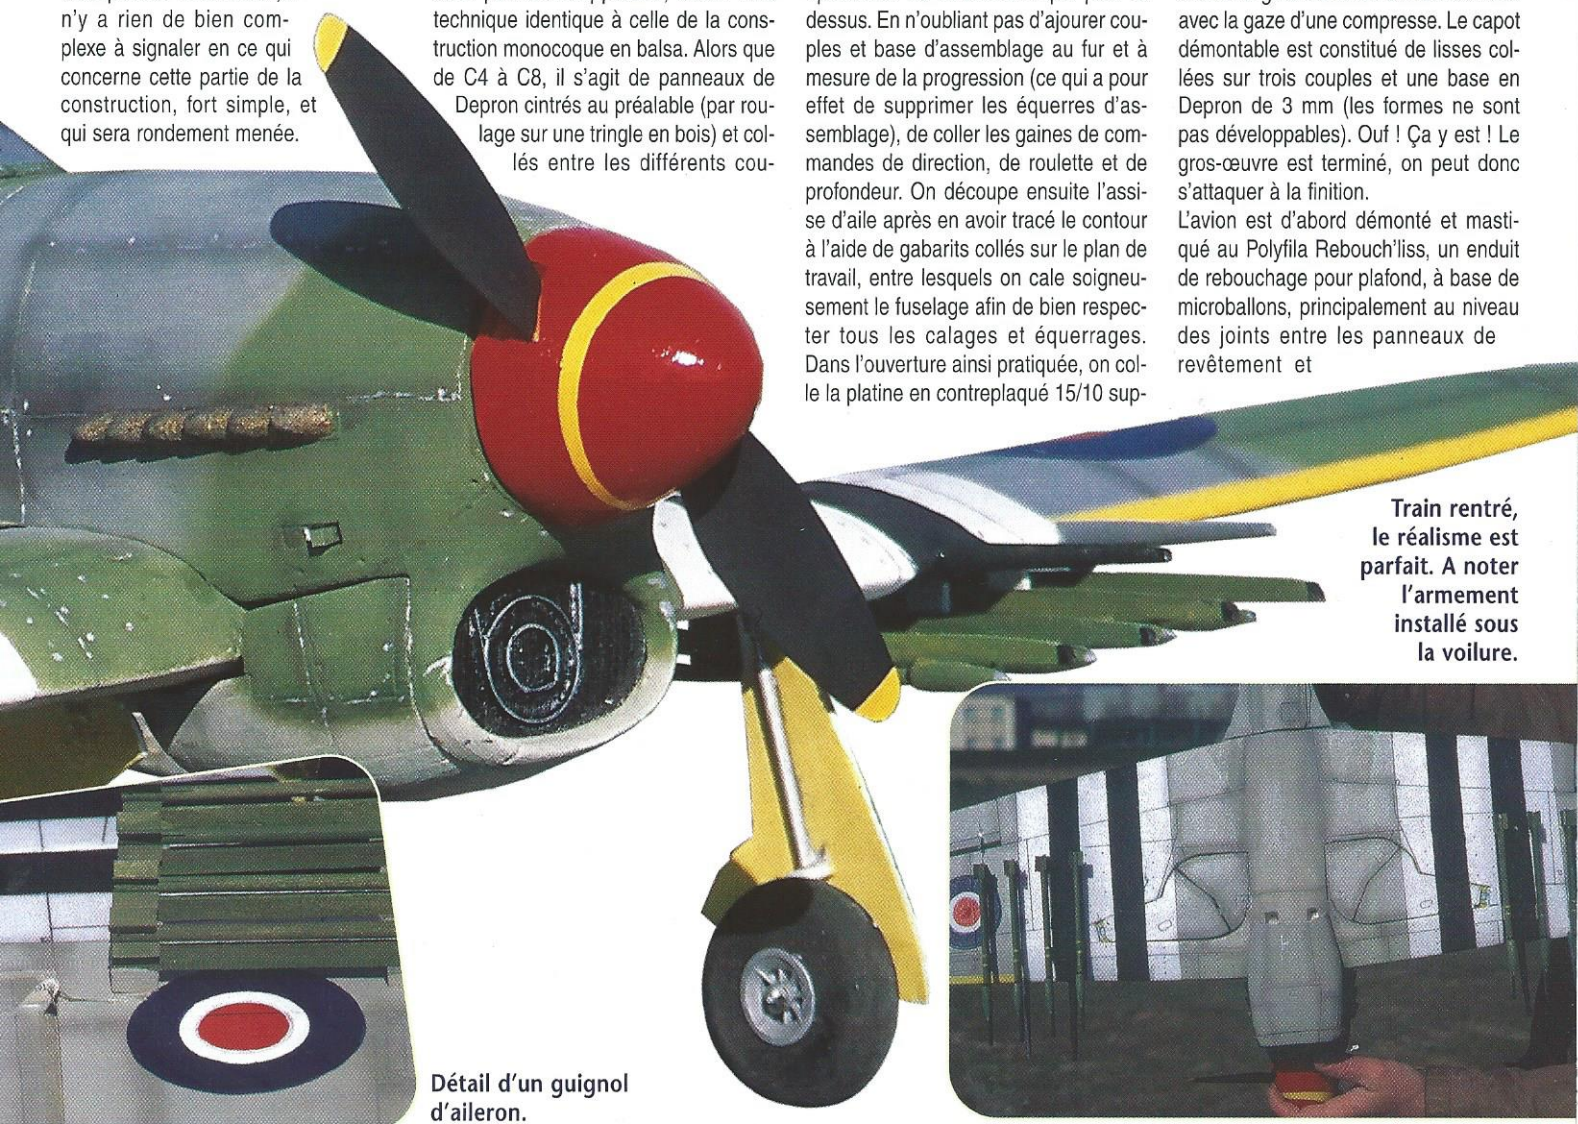 n'y a rien de bien com-
plexe à signaler en ce qui
concerne cette partie de la
construction, fort simple, et
qui sera rondement menée.
technique identique à celle de la cons-
truction monocoque en balsa. Alors que
de C4 à C8, il s'agit de panneaux de
Depron cintrés au préalable (par rou-
lage sur une tringle en bois) et col-
lés entre les différents cou-
dessus. En n'oubliant pas d'ajourer cou-
ples et base d'assemblage au fur et à
mesure de la progression (ce qui a pour
effet de supprimer les équerres d'as-
semblage), de coller les gaines de com-
mandes de direction, de roulette et de
profondeur. On découpe ensuite l'assi-
se d'aile après en avoir tracé le contour
à l'aide de gabarits collés sur le plan de
travail, entre lesquels on cale soigneu-
sement le fuselage afin de bien respec-
ter tous les calages et équerrages.
Dans l'ouverture ainsi pratiquée, on col-
le la platine en contreplaqué 15/10 sup-
avec la gaze d'une compresse. Le capot
démontable est constitué de lisses col-
lées sur trois couples et une base en
Depron de 3 mm (les formes ne sont
pas développables). Ouf ! Ça y est ! Le
gros-œuvre est terminé, on peut donc
s'attaquer à la finition.
L'avion est d'abord démonté et masti-
qué au Polyfila Rebouch'liss, un enduit
de rebouchage pour plafond, à base de
microballons, principalement au niveau
des joints entre les panneaux de
revêtement et
Train rentré,
le réalisme est
parfait. A noter
l'armement
installé sous
la voilure.
Détail d'un guignol
d'aileron.